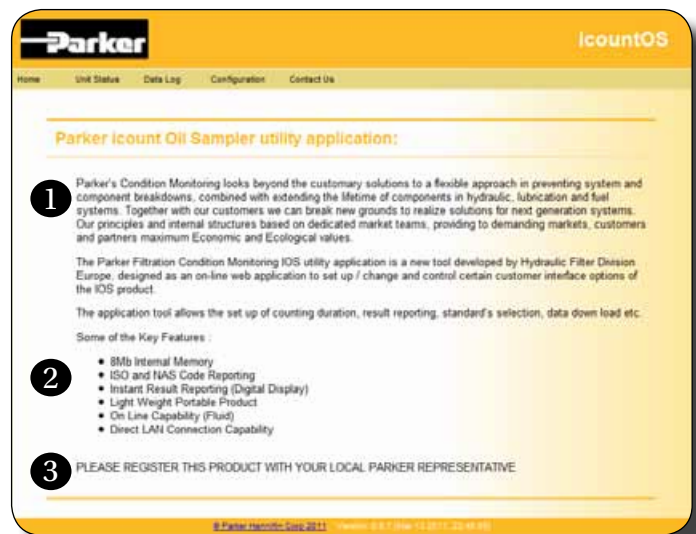 Parker
icountOS
Home Unit Status Data Log Configuration Contact Us
Parker icount Oil Sampler utility application:
1
Parker's Condition Monitoring looks beyond the customary solutions to a flexible approach in preventing system and
component breakdowns, combined with extending the lifetime of components in hydraulic, lubrication and fuel
systems. Together with our customers we can break new grounds to realize solutions for next generation systems.
Our principles and internal structures based on dedicated market teams, providing to demanding markets, customers
and partners maximum Economic and Ecological values.
The Parker Filtration Condition Monitoring IOS utility application is a new tool developed by Hydraulic Filter Division
Europe, designed as an on-line web application to set up / change and control certain customer interface options of
the IOS product.
The application tool allows the set up of counting duration, result reporting, standard's selection, data down load etc.
Some of the Key Features :
2
• 8Mb Internal Memory
• ISO and NAS Code Reporting
• Instant Result Reporting (Digital Display)
• Light Weight Portable Product
• On Line Capability (Fluid)
• Direct LAN Connection Capability
3
PLEASE REGISTER THIS PRODUCT WITH YOUR LOCAL PARKER REPRESENTATIVE
© Parker Hannifin Corp 2011 Version